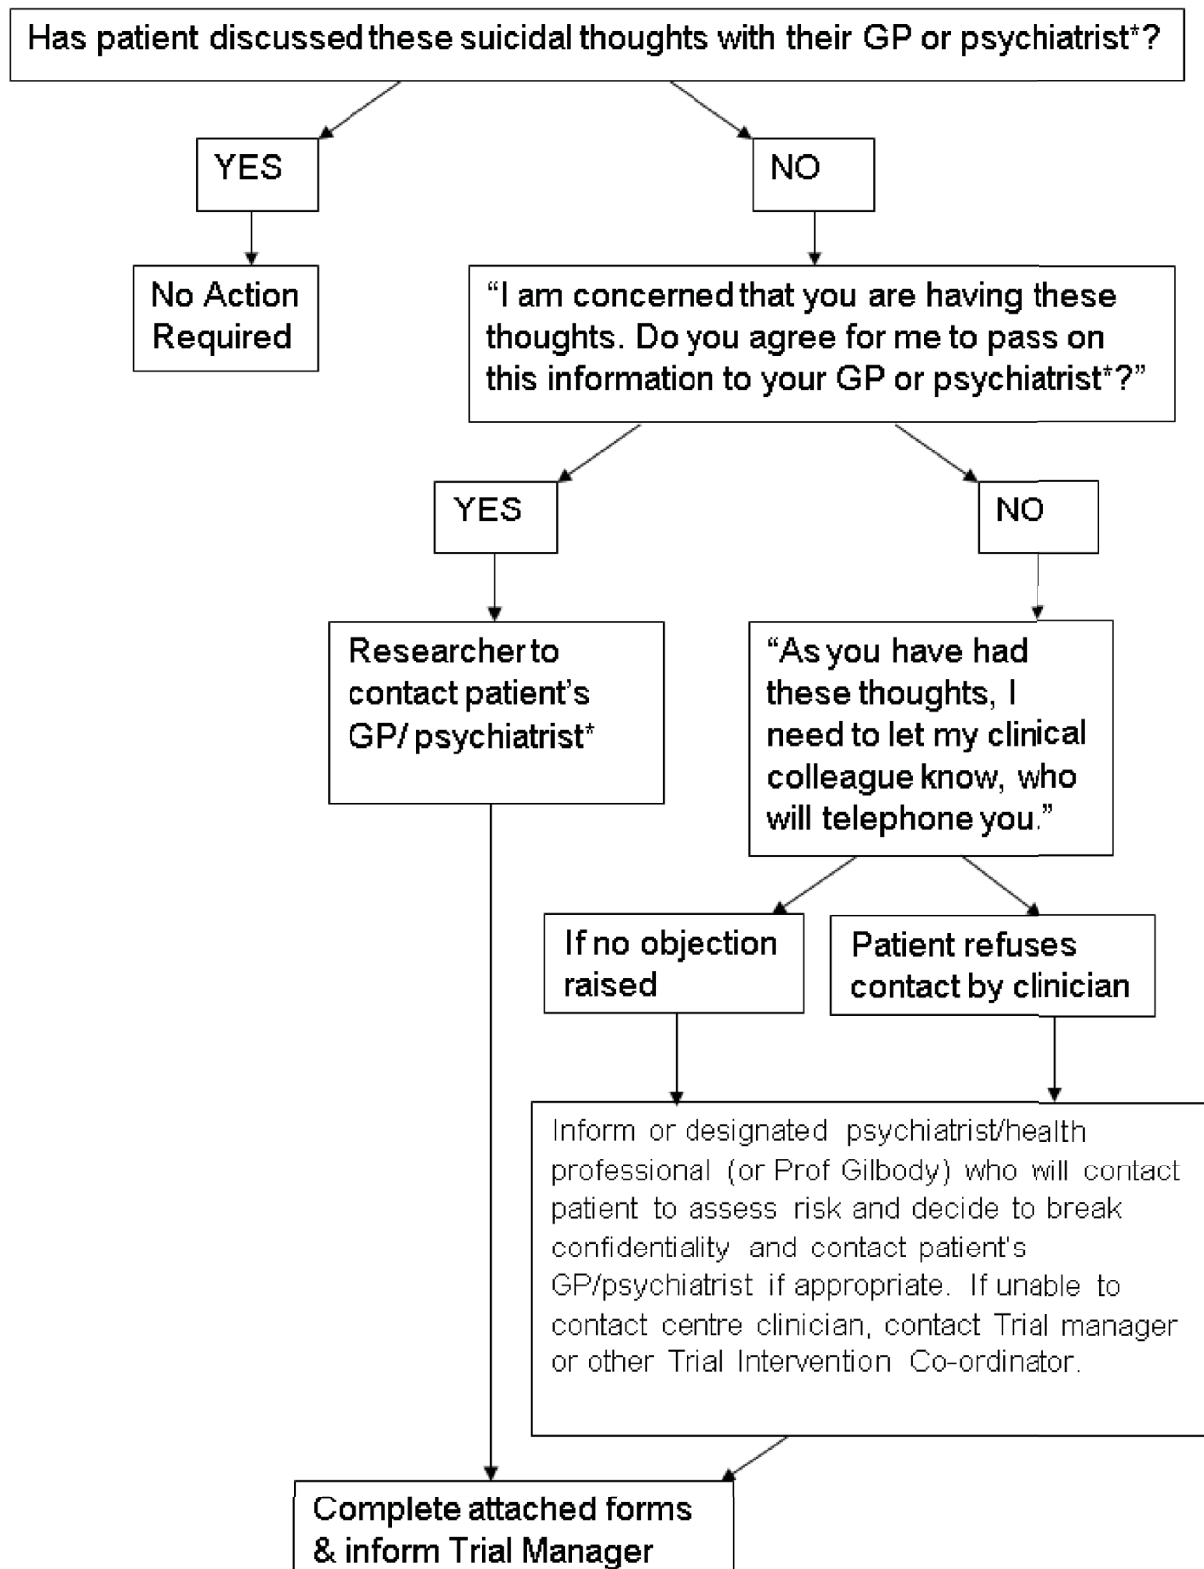 Has patient discussed these suicidal thoughts with their GP or psychiatrist*?
YES
NO
No Action
Required
“I am concerned that you are having these
thoughts. Do you agree for me to pass on
this information to your GP or psychiatrist*?”
YES
NO
Researcher to
contact patient’s
GP/ psychiatrist*
“As you have had
these thoughts, I
need to let my clinical
colleague know, who
will telephone you.”
If no objection
raised
Patient refuses
contact by clinician
Inform or designated psychiatrist/health
professional (or Prof Gilbody) who will contact
patient to assess risk and decide to break
confidentiality and contact patient's
GP/psychiatrist if appropriate. If unable to
contact centre clinician, contact Trial manager
or other Trial Intervention Co-ordinator.
Complete attached forms
& inform Trial Manager